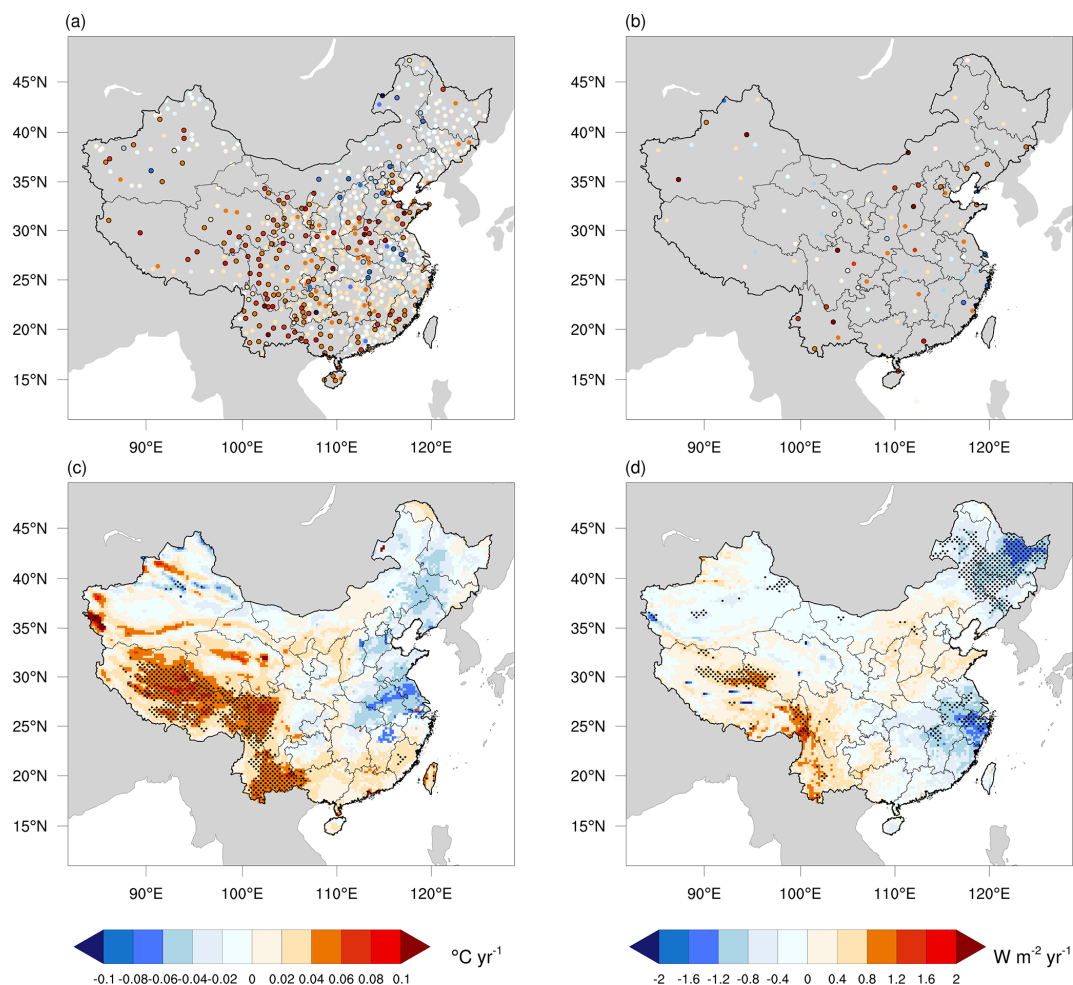 (a) (b)
45°N 45°N
40°N 40°N
35°N 35°N
30°N 30°N
25°N 25°N
20°N 20°N
15°N 15°N
90°E 100°E 110°E 120°E 90°E 100°E 110°E 120°E
(c) (d)
45°N 45°N
40°N 40°N
35°N 35°N
30°N 30°N
25°N 25°N
20°N 20°N
15°N 15°N
90°E 100°E 110°E 120°E 90°E 100°E 110°E 120°E
°C yr⁻¹ W m⁻² yr⁻¹
-0.1 -0.08 -0.06 -0.04 -0.02 0 0.02 0.04 0.06 0.08 0.1 -2 -1.6 -1.2 -0.8 -0.4 0 0.4 0.8 1.2 1.6 2